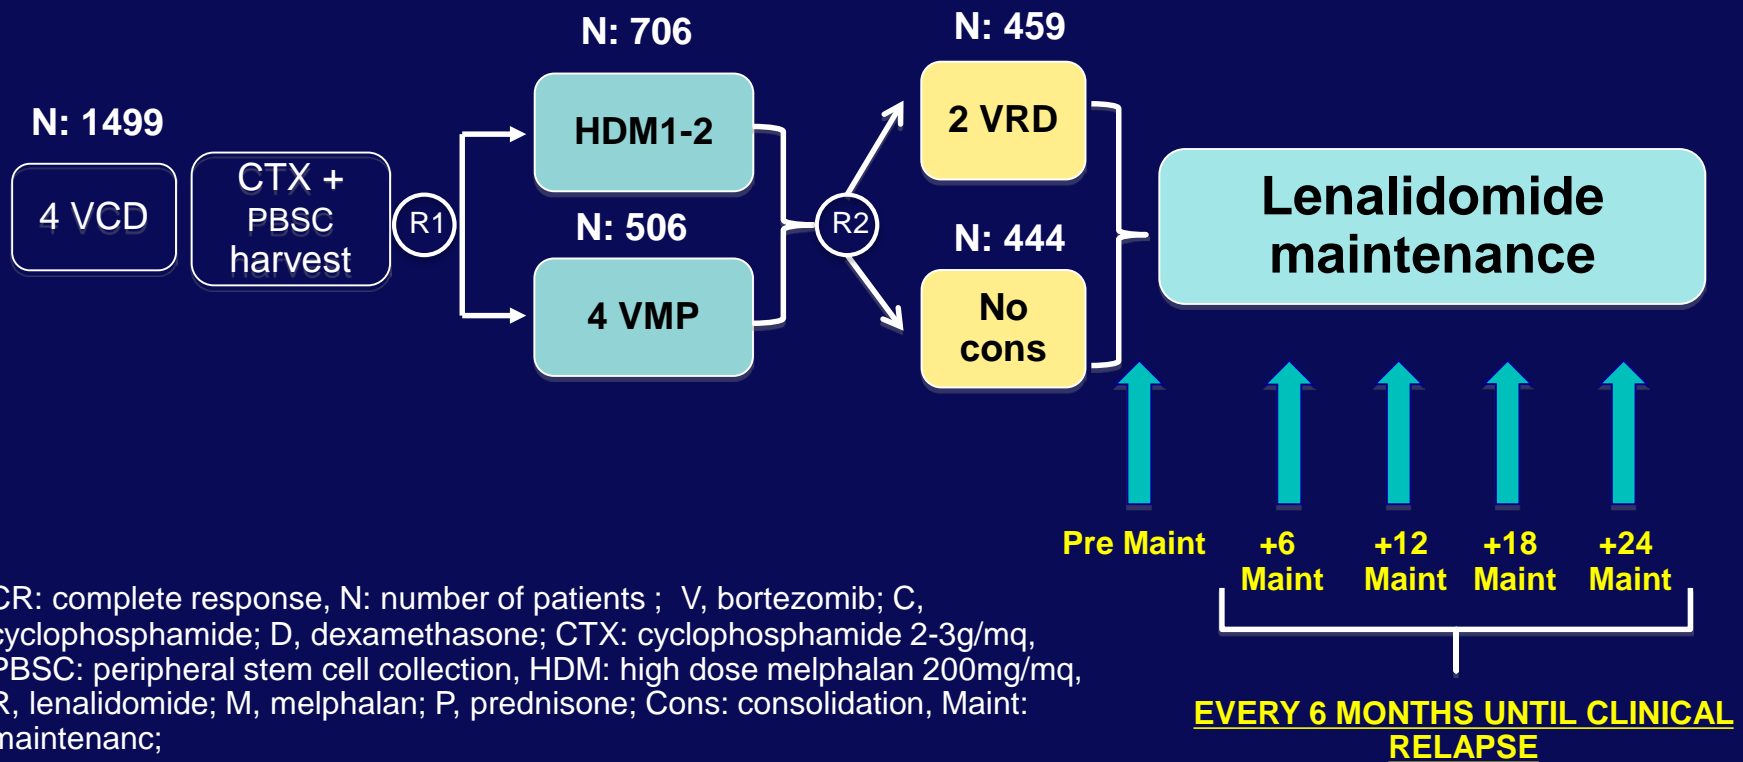 N: 1499
4 VCD
CTX +
PBSC
harvest
R1
N: 706
HDM1-2
N: 506
4 VMP
R2
N: 459
2 VRD
N: 444
No
cons
Lenalidomide
maintenance
Pre Maint
+6
Maint
+12
Maint
+18
Maint
+24
Maint
EVERY 6 MONTHS UNTIL CLINICAL
RELAPSE
CR: complete response, N: number of patients ; V, bortezomib; C,
cyclophosphamide; D, dexamethasone; CTX: cyclophosphamide 2-3g/mq,
PBSC: peripheral stem cell collection, HDM: high dose melphalan 200mg/mq,
R, lenalidomide; M, melphalan; P, prednisone; Cons: consolidation, Maint:
maintenanc;